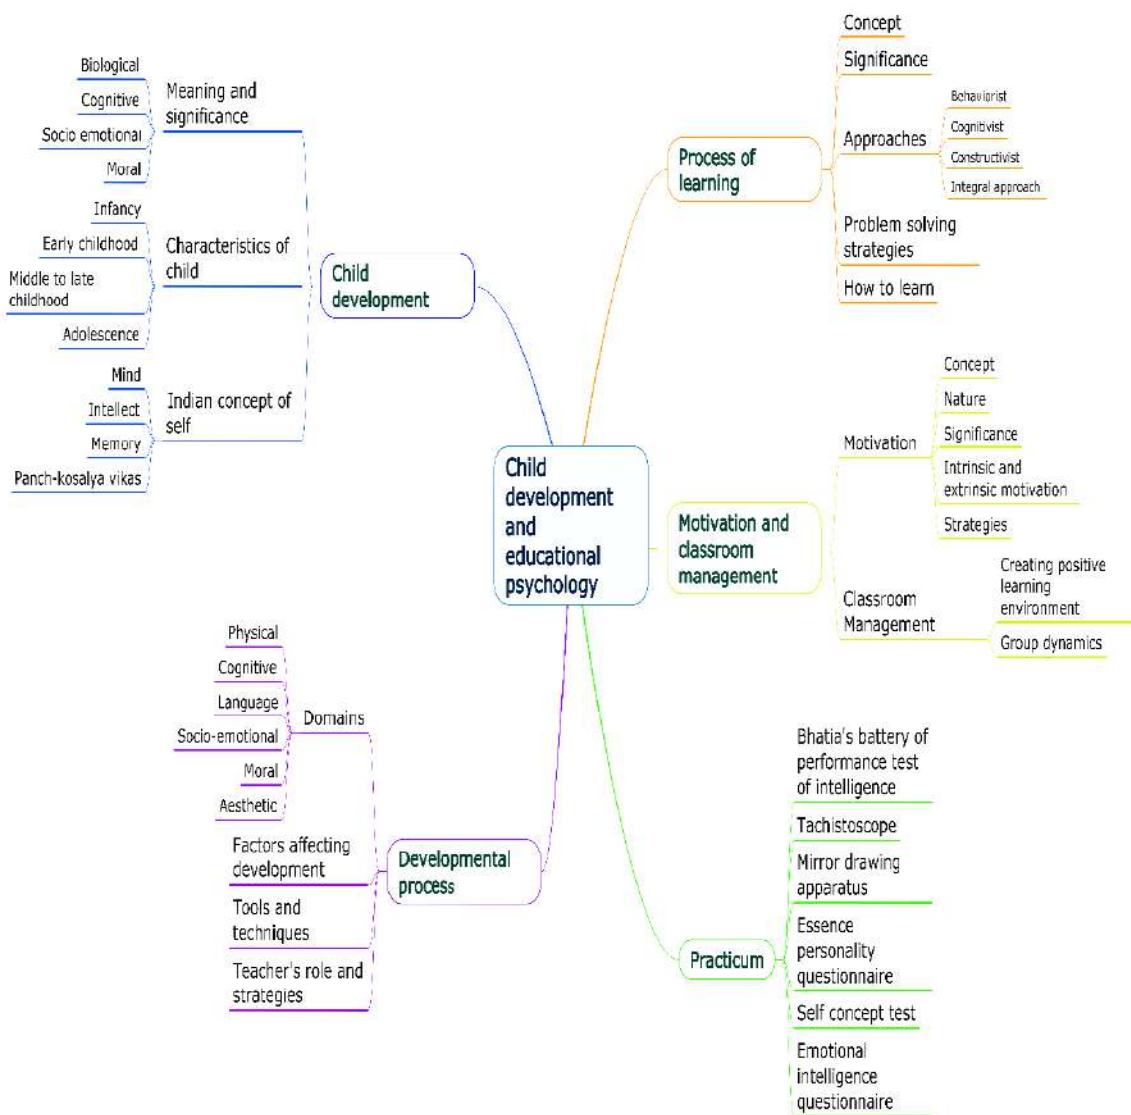 Child
development
and
educational
psychology
Child
development
Meaning and
significance
Biological
Cognitive
Socio emotional
Moral
Characteristics of
child
Infancy
Early childhood
Middle to late
childhood
Adolescence
Indian concept of
self
Mind
Intellect
Memory
Panch-kosalya vikas
Process of
learning
Concept
Significance
Approaches
Behaviorist
Cognitivist
Constructivist
Integral approach
Problem solving
strategies
How to learn
Motivation and
classroom
management
Motivation
Concept
Nature
Significance
Intrinsic and
extrinsic motivation
Strategies
Classroom
Management
Creating positive
learning
environment
Group dynamics
Developmental
process
Domains
Physical
Cognitive
Language
Socio-emotional
Moral
Aesthetic
Factors affecting
development
Tools and
techniques
Teacher's role and
strategies
Practicum
Bhatia's battery of
performance test
of intelligence
Tachistoscope
Mirror drawing
apparatus
Essence
personality
questionnaire
Self concept test
Emotional
intelligence
questionnaire